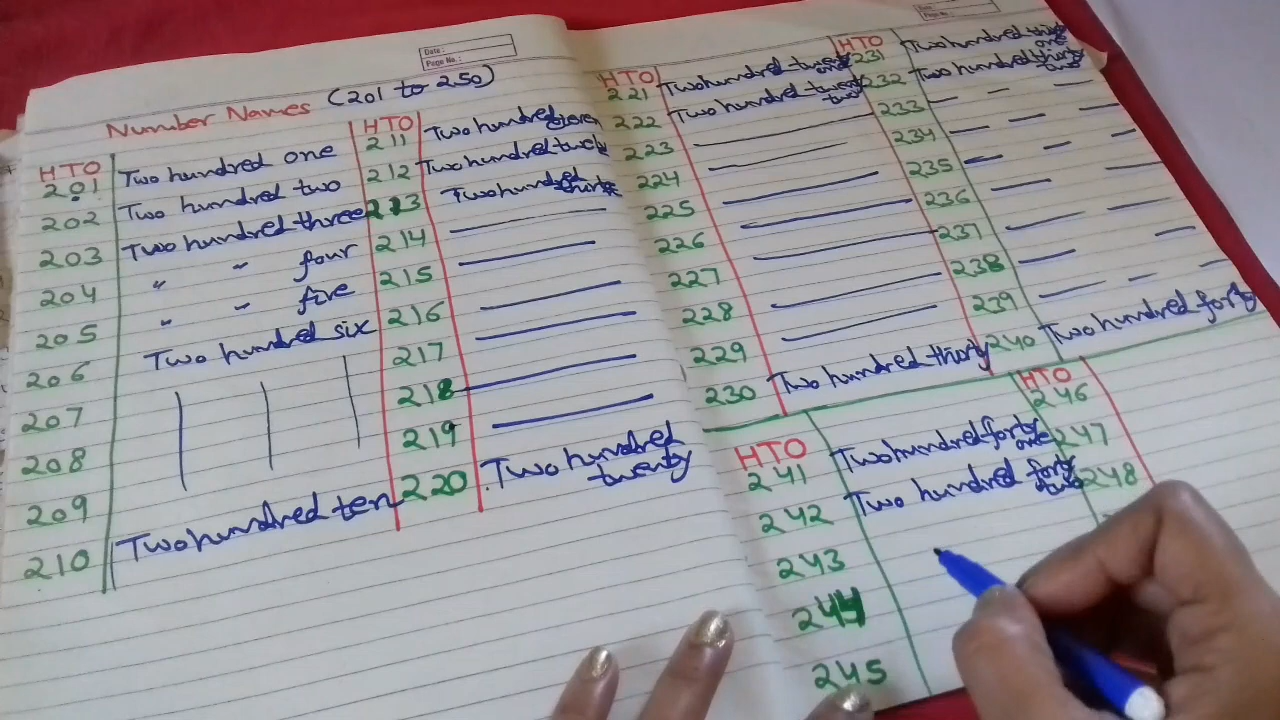 Date :
Page No. :
Number Names (201 to 250)
HTO
201 Two hundred one
202 Two hundred two
203 Two hundred three
204 " " four
205 " " five
206 Two hundred six
207
208
209
210 Two hundred ten
HTO
211 Two hundred eleven
212 Two hundred twelve
213 Two hundred
214
215
216
217
218
219
220 Two hundred twenty
HTO
221 Two hundred twenty one
222 Two hundred twenty two
223
224
225
226
227
228
229
230 Two hundred thirty
Date :
Page No. :
HTO
231 Two hundred thirty one
232 Two hundred thirty
233
234
235
236
237
238
239
240 Two hundred forty
HTO
241 Two hundred forty one
242 Two hundred forty two
243
244
245
HTO
246
247
248